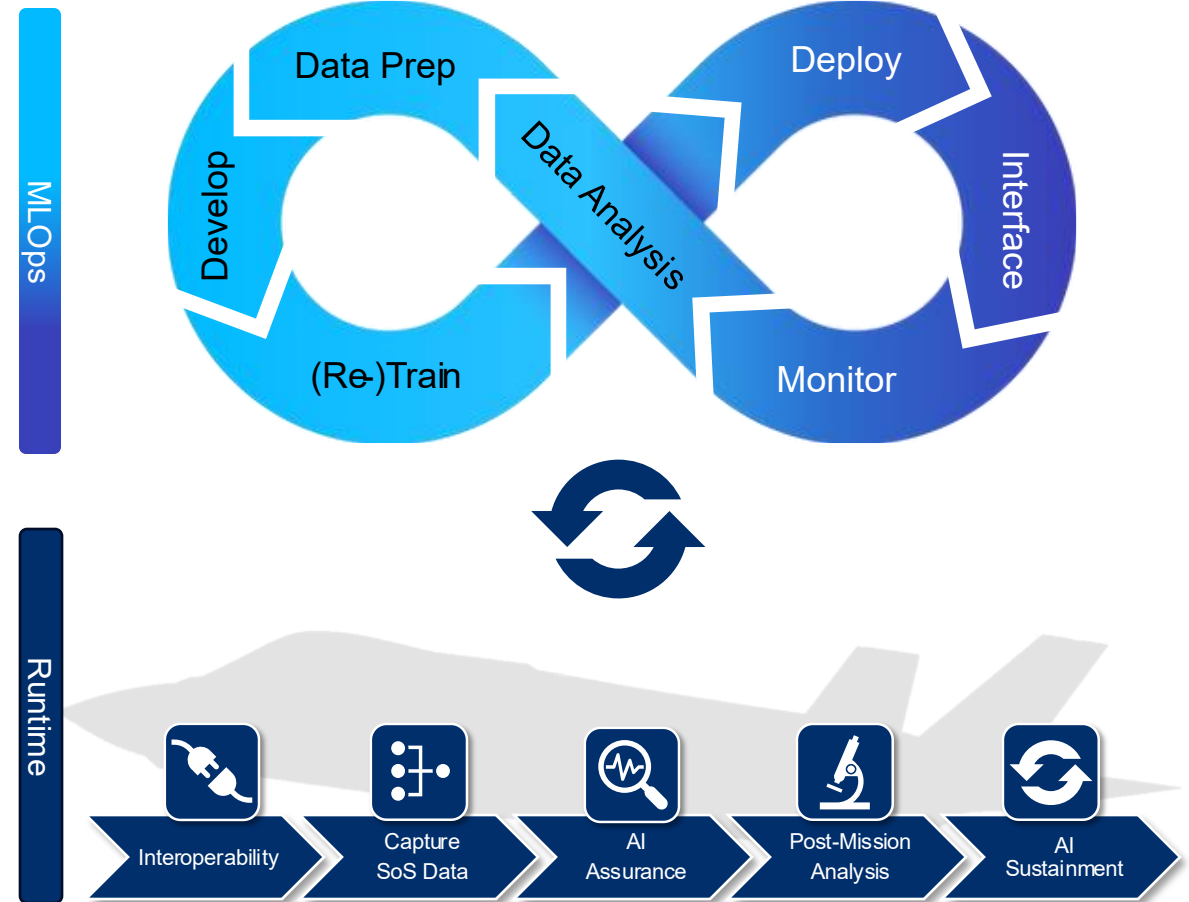 MLOps
Data Prep
Develop
(Re-)Train
Data Analysis
Deploy
Interface
Monitor
Runtime
Interoperability
Capture
SoS Data
AI
Assurance
Post-Mission
Analysis
AI
Sustainment